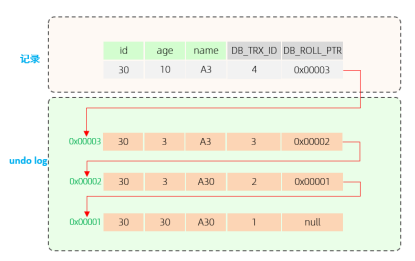 id age name DB_TRX_ID DB_ROLL_PTR
记录
30 10 A3 4 0x00003
0x00003 30 3 A3 3 0x00002
undo log
0x00002 30 3 A30 2 0x00001
0x00001 30 30 A30 1 null